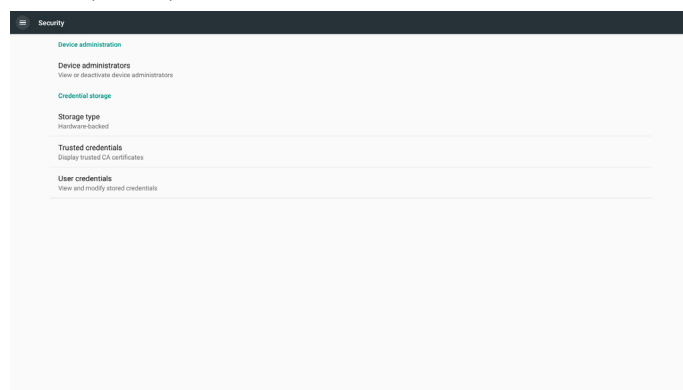 Security
Device administration
Device administrators
View or deactivate device administrators
Credential storage
Storage type
Hardware-backed
Trusted credentials
Display trusted CA certificates
User credentials
View and modify stored credentials